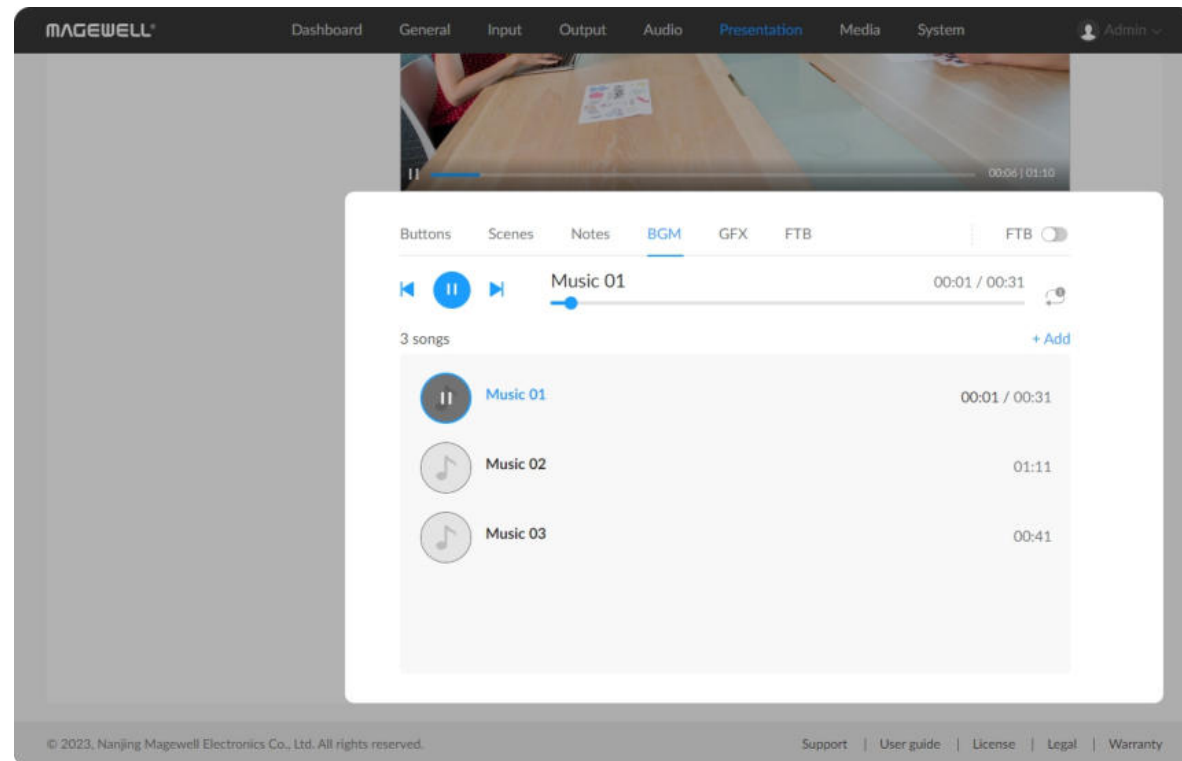 MAGEWELL® Dashboard General Input Output Audio Presentation Media System Admin
00:06 | 01:10
Buttons Scenes Notes BGM GFX FTB FTB
Music 01 00:01 / 00:31
3 songs + Add
Music 01 00:01 / 00:31
Music 02 01:11
Music 03 00:41
© 2023, Nanjing Magewell Electronics Co., Ltd. All rights reserved. Support | User guide | License | Legal | Warranty